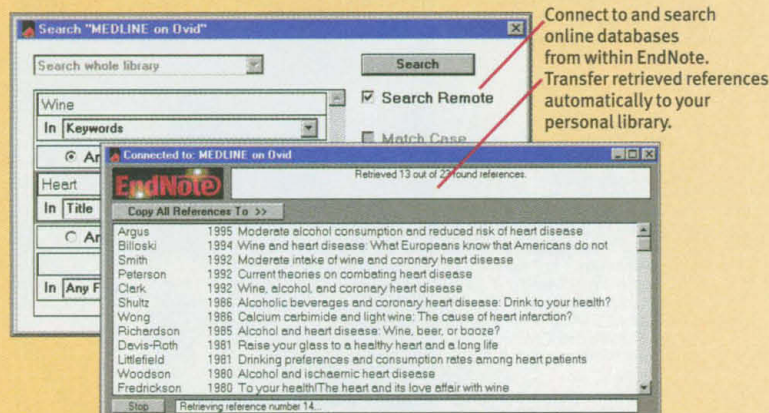 Search "MEDLINE on Ovid"
Search whole library
Search
Wine
Search Remote
In Keywords
Match Case
Connected to: MEDLINE on Ovid
EndNote
Retrieved 13 out of 23 found references.
Heart
In Title
Copy All References To >>
Argus 1995 Moderate alcohol consumption and reduced risk of heart disease
Billoski 1994 Wine and heart disease: What Europeans know that Americans do not
Smith 1992 Moderate intake of wine and coronary heart disease
Peterson 1992 Current theories on combating heart disease
Clark 1992 Wine, alcohol, and coronary heart disease
Shultz 1986 Alcoholic beverages and coronary heart disease: Drink to your health?
Wong 1986 Calcium carbimide and light wine: The cause of heart infarction?
Richardson 1985 Alcohol and heart disease: Wine, beer, or booze?
Davis-Roth 1981 Raise your glass to a healthy heart and a long life
Littlefield 1981 Drinking preferences and consumption rates among heart patients
Woodson 1980 Alcohol and ischaemic heart disease
Fredrickson 1980 To your health!The heart and its love affair with wine
In Any F
Stop
Retrieving reference number 14...
Connect to and search
online databases
from within EndNote.
Transfer retrieved references
automatically to your
personal library.